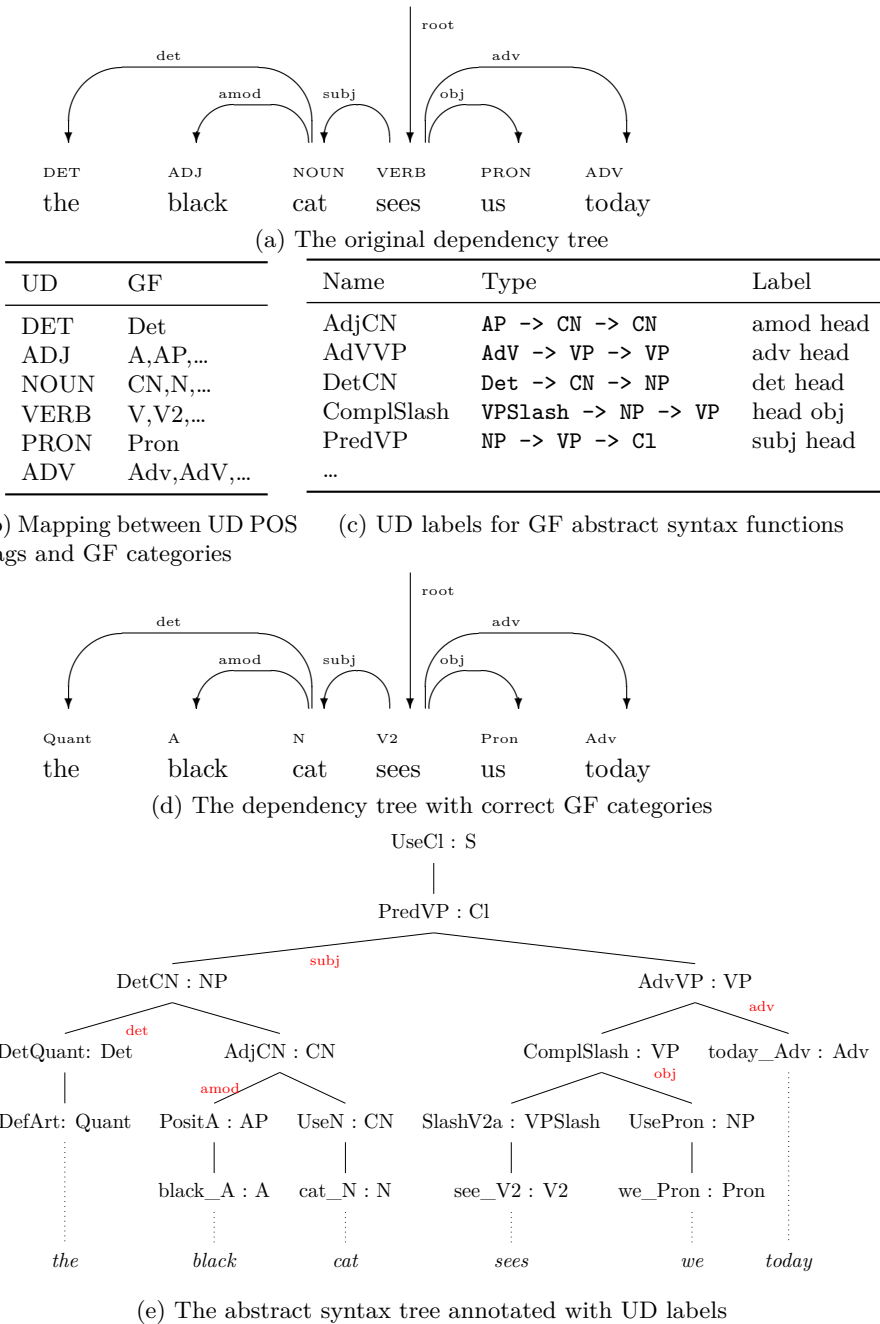 root
det adv
amod subj obj
DET ADJ NOUN VERB PRON ADV
the black cat sees us today
(a) The original dependency tree
UD GF
DET Det
ADJ A,AP,…
NOUN CN,N,…
VERB V,V2,…
PRON Pron
ADV Adv,AdV,…
) Mapping between UD POS
ags and GF categories
Name Type Label
AdjCN AP -> CN -> CN amod head
AdVVP AdV -> VP -> VP adv head
DetCN Det -> CN -> NP det head
ComplSlash VPSlash -> NP -> VP head obj
PredVP NP -> VP -> Cl subj head
…
(c) UD labels for GF abstract syntax functions
root
det adv
amod subj obj
Quant A N V2 Pron Adv
the black cat sees us today
(d) The dependency tree with correct GF categories
UseCl : S
PredVP : Cl
subj
DetCN : NP AdvVP : VP
det adv
DetQuant: Det AdjCN : CN ComplSlash : VP today_Adv : Adv
amod obj
DefArt: Quant PositA : AP UseN : CN SlashV2a : VPSlash UsePron : NP
black_A : A cat_N : N see_V2 : V2 we_Pron : Pron
the black cat sees we today
(e) The abstract syntax tree annotated with UD labels